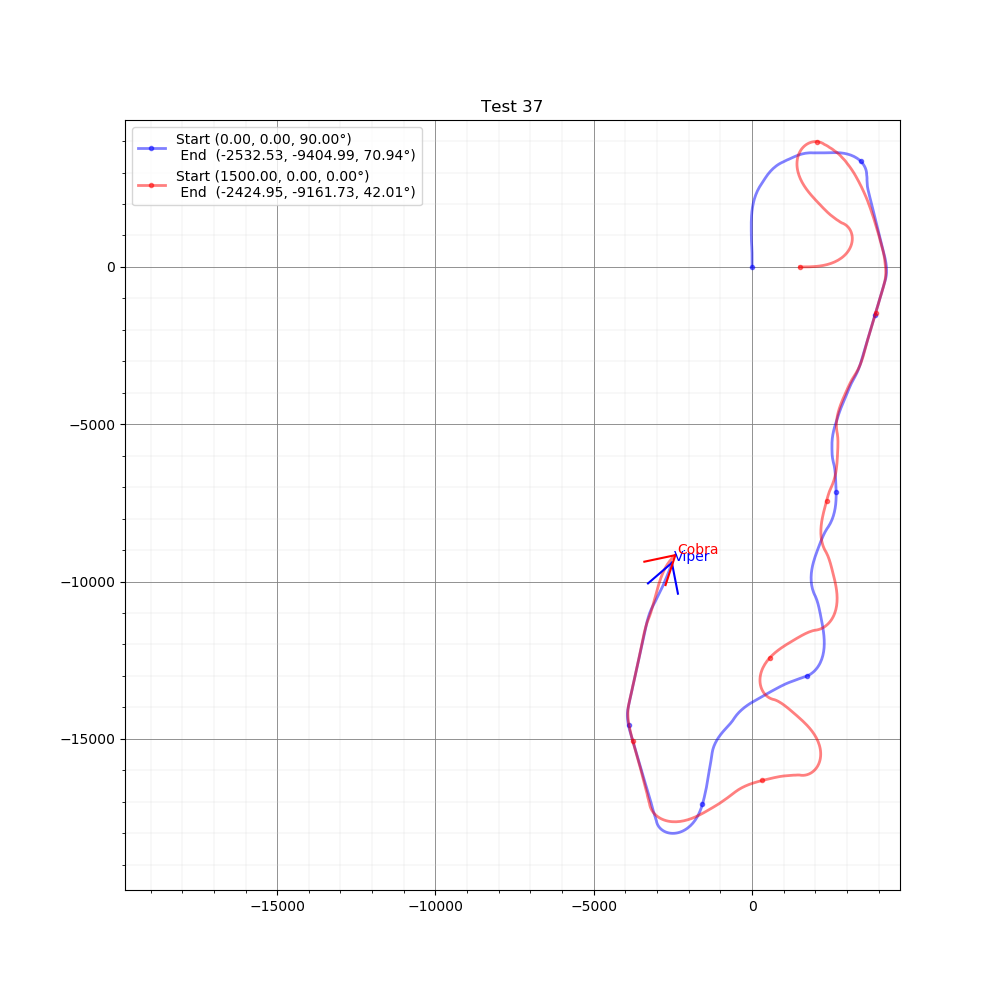 Test 37
Start (0.00, 0.00, 90.00°)
End  (-2532.53, -9404.99, 70.94°)
Start (1500.00, 0.00, 0.00°)
End  (-2424.95, -9161.73, 42.01°)
0
−5000
−10000
−15000
Cobra
Viper
−15000
−10000
−5000
0